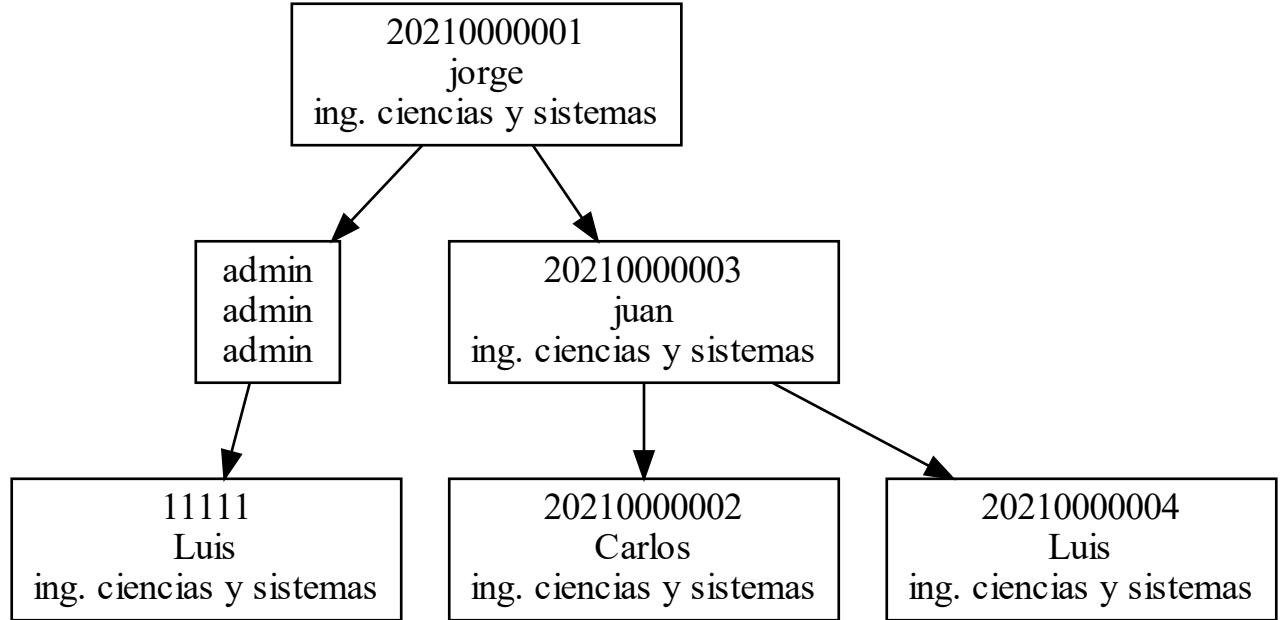 20210000001
jorge
ing. ciencias y sistemas
admin
admin
admin
20210000003
juan
ing. ciencias y sistemas
11111
Luis
ing. ciencias y sistemas
20210000002
Carlos
ing. ciencias y sistemas
20210000004
Luis
ing. ciencias y sistemas